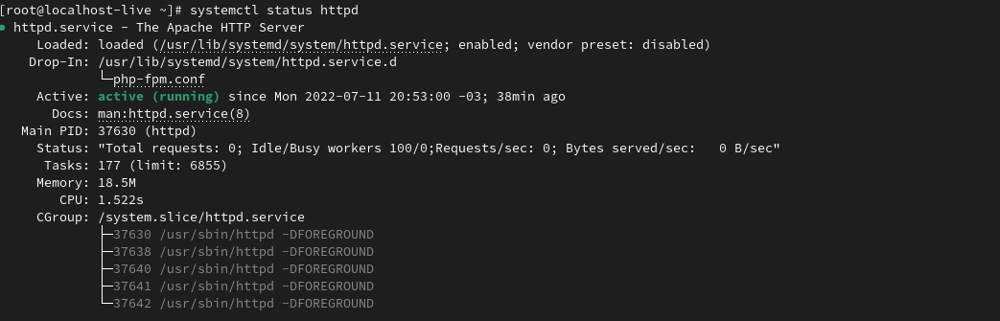 [root@localhost-live ~]# systemctl status httpd
● httpd.service - The Apache HTTP Server
     Loaded: loaded (/usr/lib/systemd/system/httpd.service; enabled; vendor preset: disabled)
    Drop-In: /usr/lib/systemd/system/httpd.service.d
             └─php-fpm.conf
     Active: active (running) since Mon 2022-07-11 20:53:00 -03; 38min ago
       Docs: man:httpd.service(8)
   Main PID: 37630 (httpd)
     Status: "Total requests: 0; Idle/Busy workers 100/0;Requests/sec: 0; Bytes served/sec:   0 B/sec"
      Tasks: 177 (limit: 6855)
     Memory: 18.5M
        CPU: 1.522s
     CGroup: /system.slice/httpd.service
             ├─37630 /usr/sbin/httpd -DFOREGROUND
             ├─37638 /usr/sbin/httpd -DFOREGROUND
             ├─37640 /usr/sbin/httpd -DFOREGROUND
             ├─37641 /usr/sbin/httpd -DFOREGROUND
             └─37642 /usr/sbin/httpd -DFOREGROUND